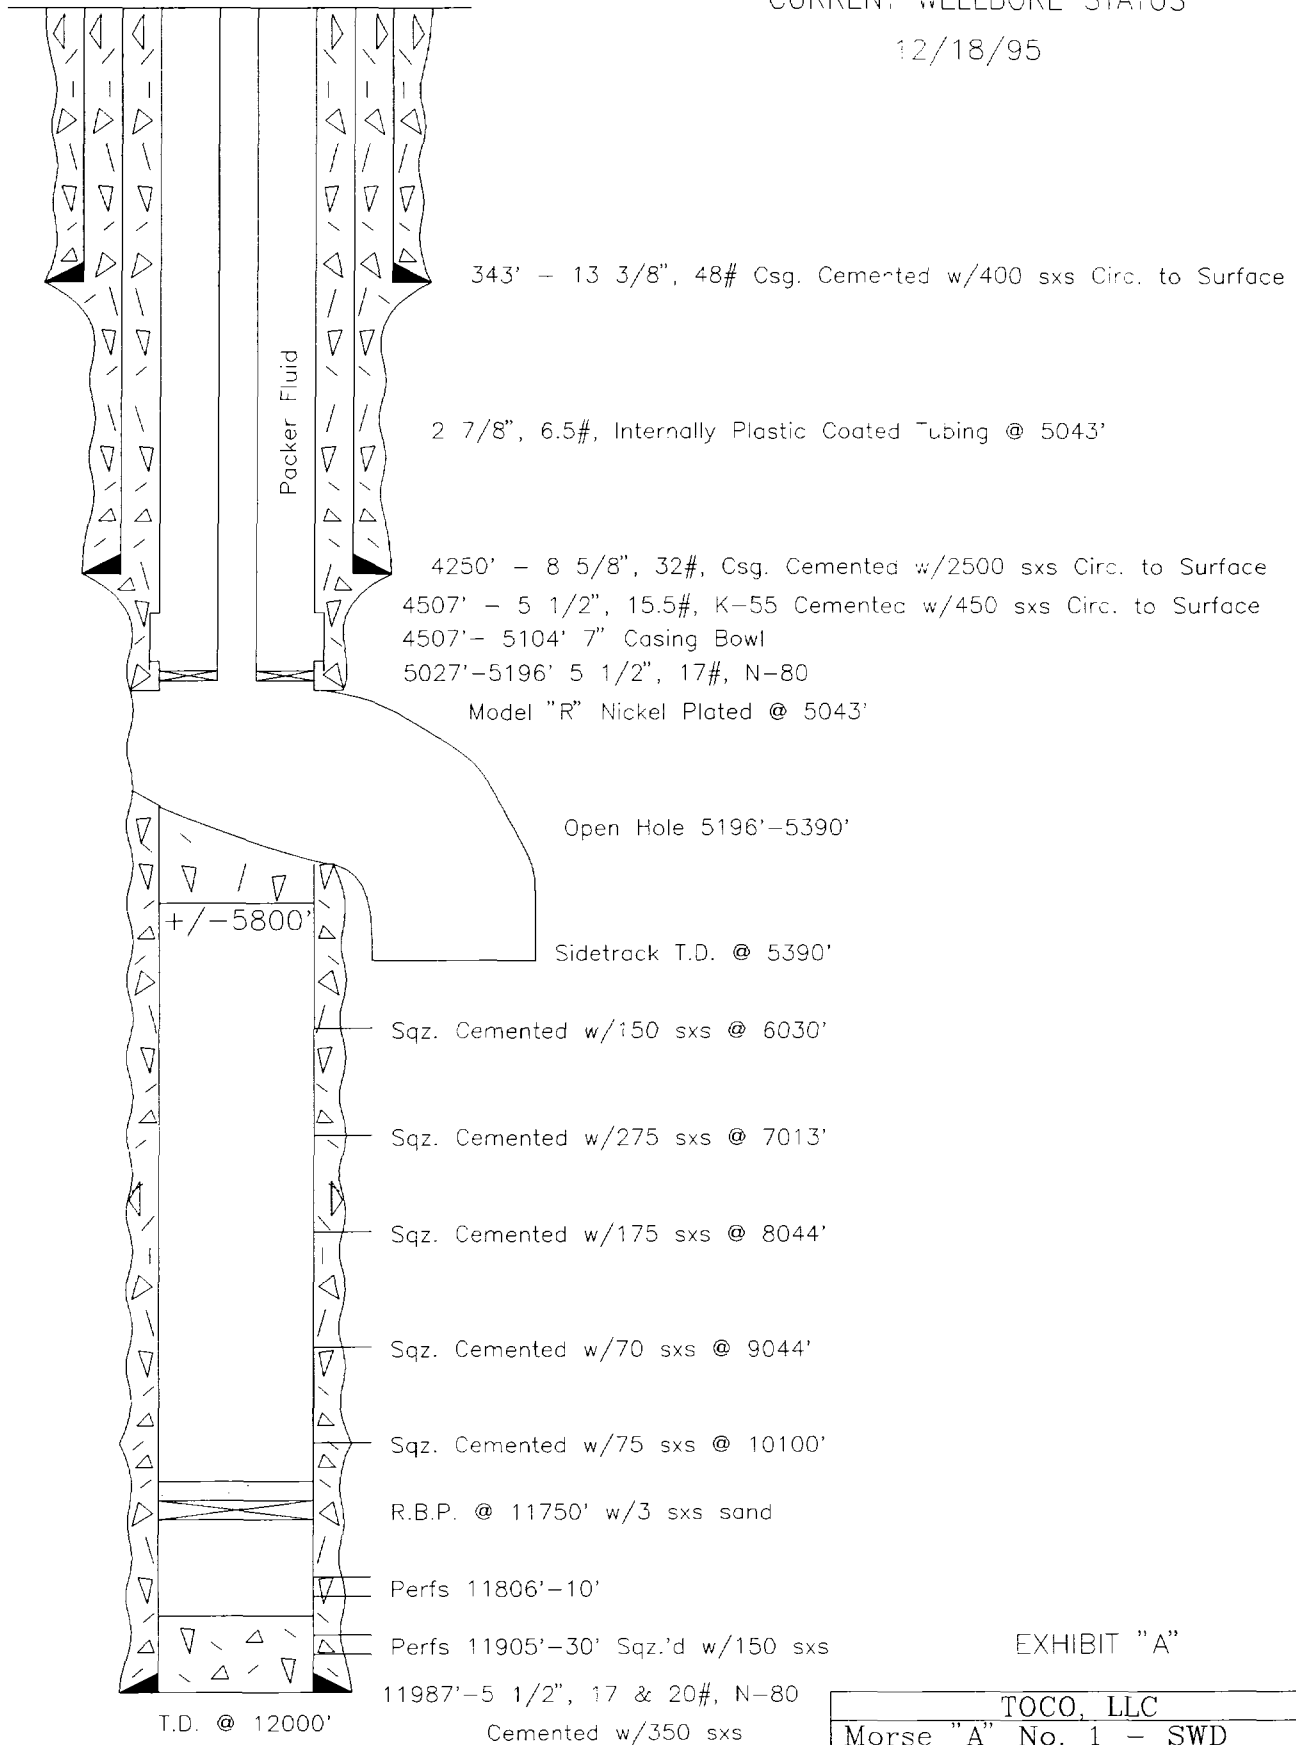 CURRENT WELLBORE STATUS
12/18/95
343' - 13 3/8", 48# Csg. Cemented w/400 sxs Circ. to Surface
Packer Fluid
2 7/8", 6.5#, Internally Plastic Coated Tubing @ 5043'
4250' - 8 5/8", 32#, Csg. Cemented w/2500 sxs Circ. to Surface
4507' - 5 1/2", 15.5#, K-55 Cemented w/450 sxs Circ. to Surface
4507'- 5104' 7" Casing Bowl
5027'-5196' 5 1/2", 17#, N-80
Model "R" Nickel Plated @ 5043'
Open Hole 5196'-5390'
+/-5800'
Sidetrack T.D. @ 5390'
Sqz. Cemented w/150 sxs @ 6030'
Sqz. Cemented w/275 sxs @ 7013'
Sqz. Cemented w/175 sxs @ 8044'
Sqz. Cemented w/70 sxs @ 9044'
Sqz. Cemented w/75 sxs @ 10100'
R.B.P. @ 11750' w/3 sxs sand
Perfs 11806'-10'
Perfs 11905'-30' Sqz.'d w/150 sxs
EXHIBIT "A"
11987'-5 1/2", 17 & 20#, N-80
Cemented w/350 sxs
T.D. @ 12000'
TOCO, LLC
Morse "A" No. 1 - SWD